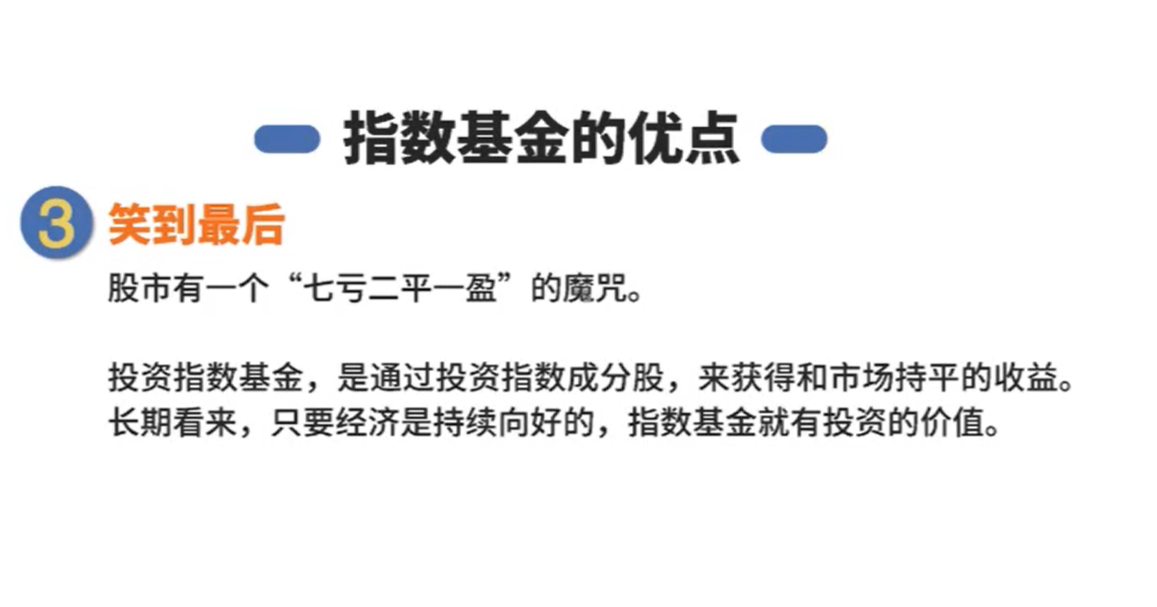 指数基金的优点
3 笑到最后
股市有一个“七亏二平一盈”的魔咒。
投资指数基金，是通过投资指数成分股，来获得和市场持平的收益。
长期看来，只要经济是持续向好的，指数基金就有投资的价值。